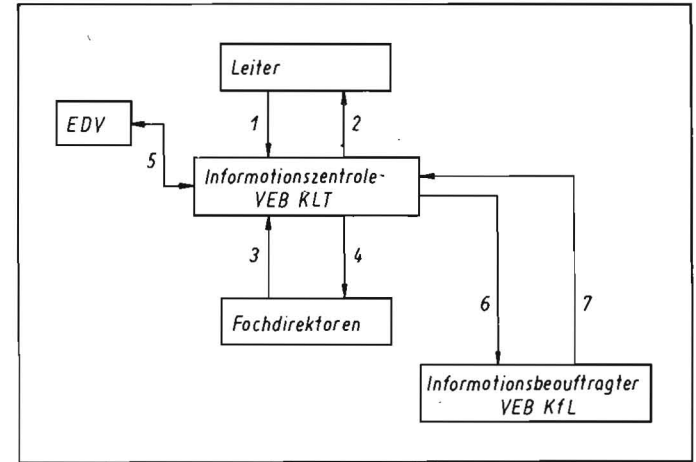 Leiter
1
2
EDV
5
Informationszentrale-
VEB KLT
3
4
Fachdirektoren
6
7
Informationsbeauftragter
VEB KfL